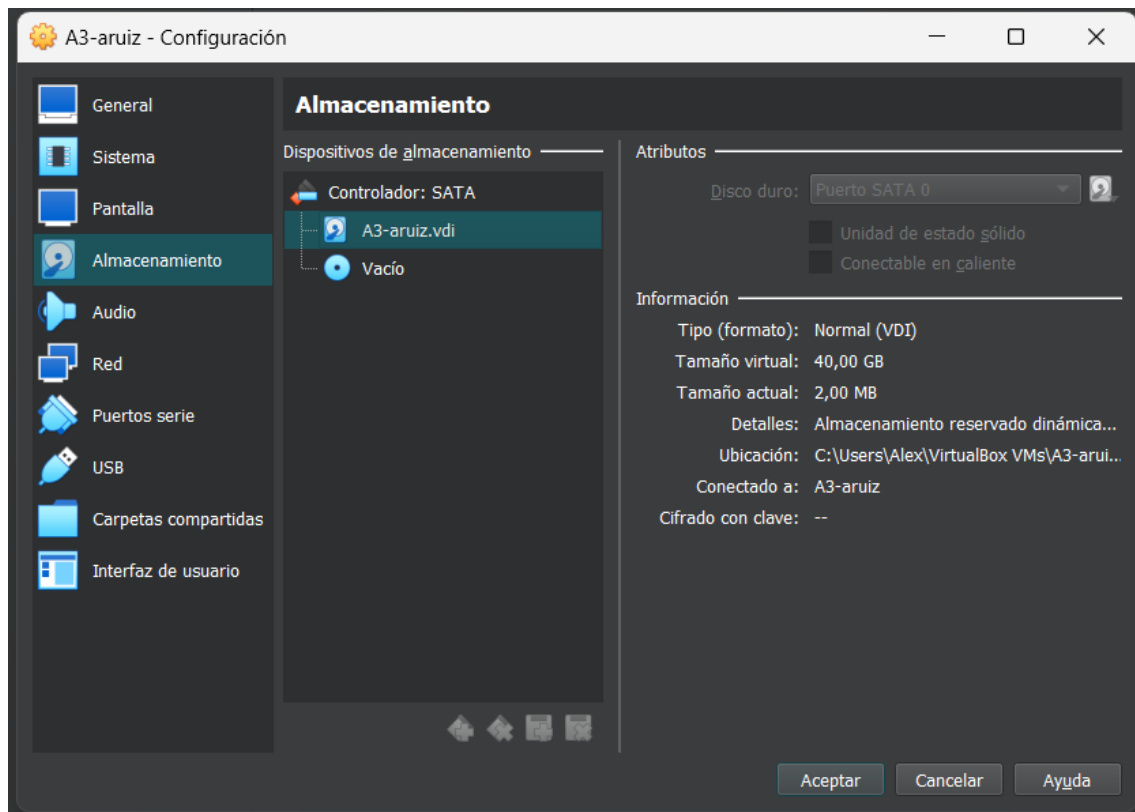 A3-aruiz - Configuración
General
Sistema
Pantalla
Almacenamiento
Audio
Red
Puertos serie
USB
Carpetas compartidas
Interfaz de usuario
Almacenamiento
Dispositivos de almacenamiento
Controlador: SATA
A3-aruiz.vdi
Vacío
Atributos
Disco duro: Puerto SATA 0
Unidad de estado sólido
Conectable en caliente
Información
Tipo (formato): Normal (VDI)
Tamaño virtual: 40,00 GB
Tamaño actual: 2,00 MB
Detalles: Almacenamiento reservado dinámica...
Ubicación: C:\Users\Alex\VirtualBox VMs\A3-arui...
Conectado a: A3-aruiz
Cifrado con clave: --
Aceptar Cancelar Ayuda